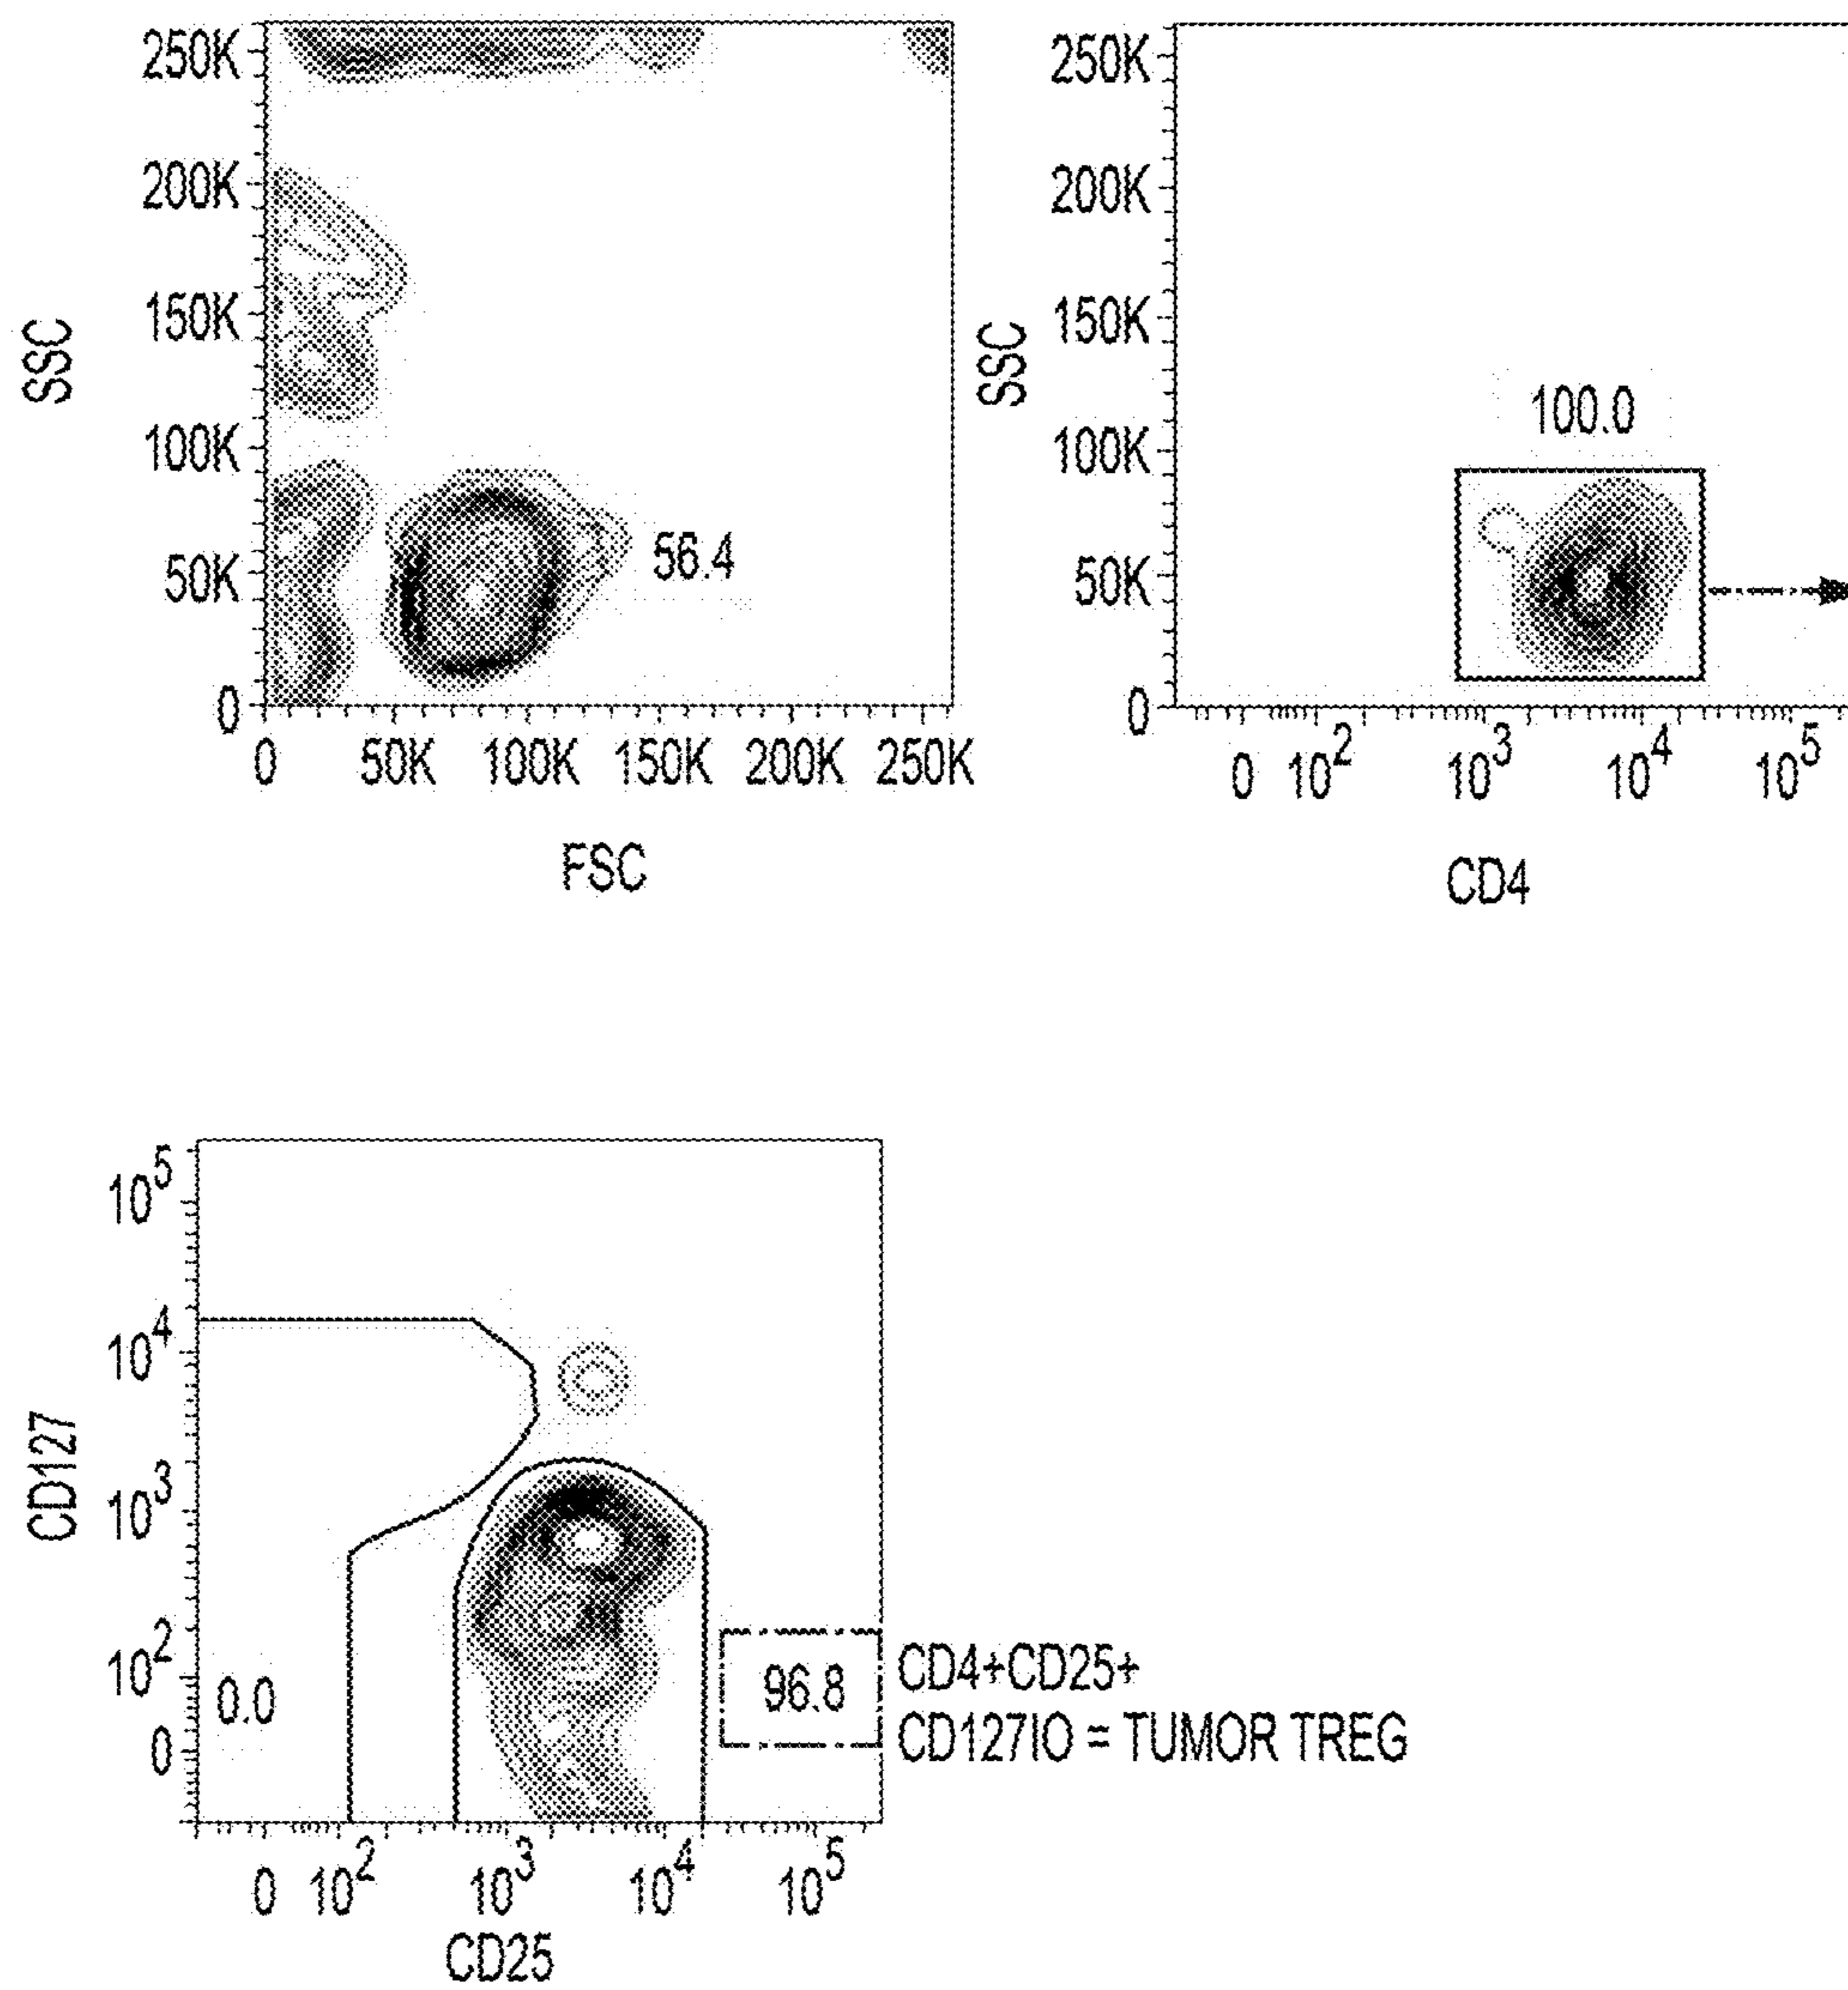 250K
200K
150K
100K
50K
0
SSC
56.4
0 50K 100K 150K 200K 250K
FSC
250K
200K
150K
100K
50K
0
SSC
100.0
0 10^2 10^3 10^4 10^5
CD4
10^5
10^4
10^3
10^2
0
CD127
0.0
96.8
CD4+CD25+
CD127IO = TUMOR TREG
0 10^2 10^3 10^4 10^5
CD25